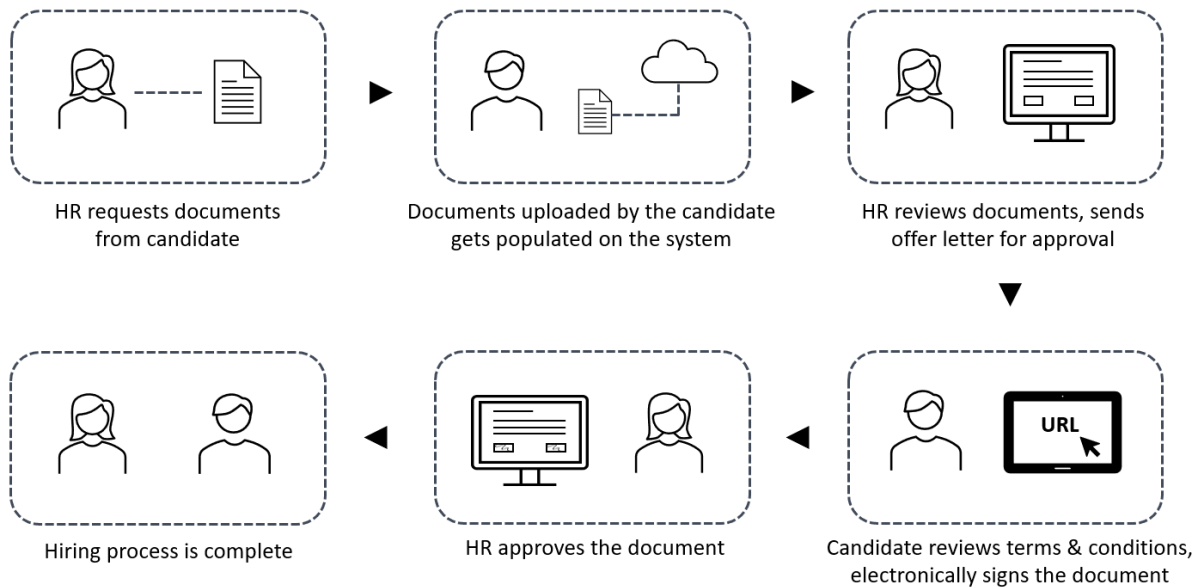 HR requests documents
from candidate
Documents uploaded by the candidate
gets populated on the system
HR reviews documents, sends
offer letter for approval
URL
Candidate reviews terms & conditions,
electronically signs the document
HR approves the document
Hiring process is complete